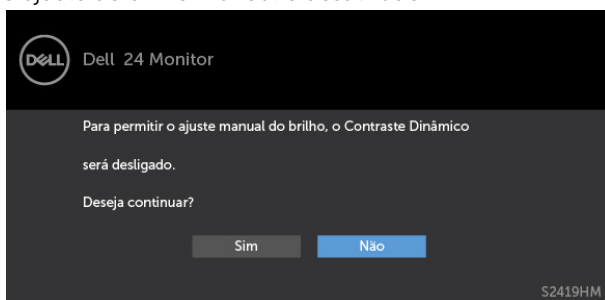 DELL
Dell 24 Monitor
Para permitir o ajuste manual do brilho, o Contraste Dinâmico
será desligado.
Deseja continuar?
Sim
Não
S2419HM